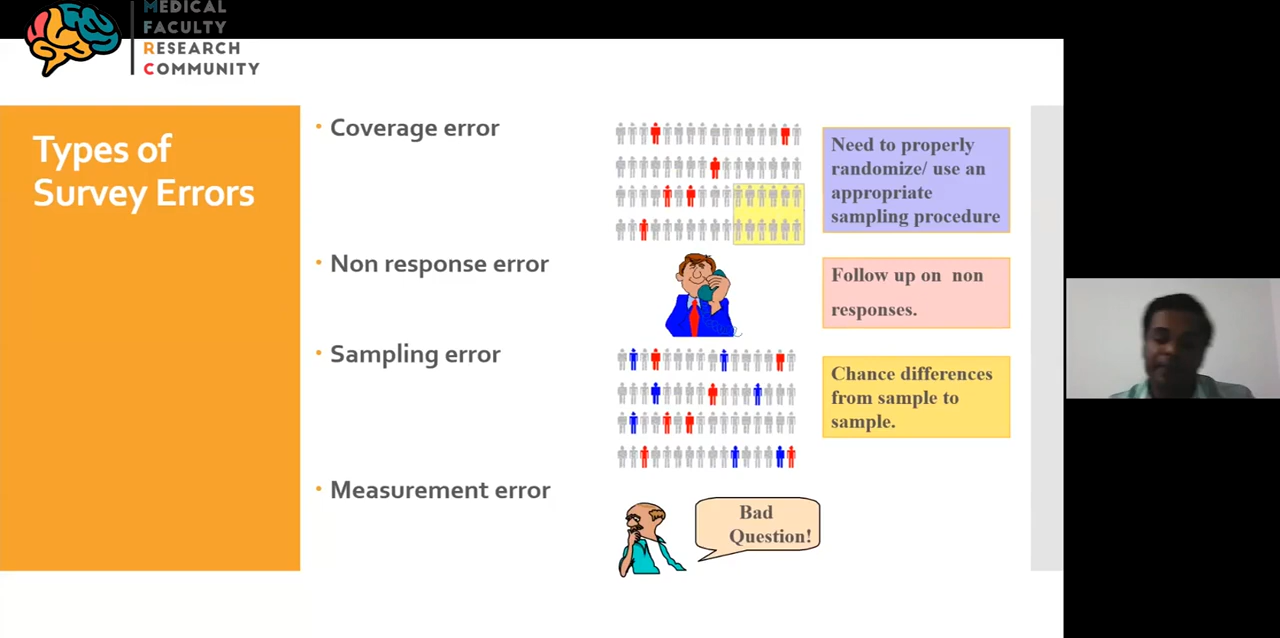 MEDICAL
FACULTY
RESEARCH
COMMUNITY
Types of
Survey Errors
• Coverage error
Need to properly
randomize/ use an
appropriate
sampling procedure
• Non response error
Follow up on non
responses.
• Sampling error
Chance differences
from sample to
sample.
• Measurement error
Bad
Question!